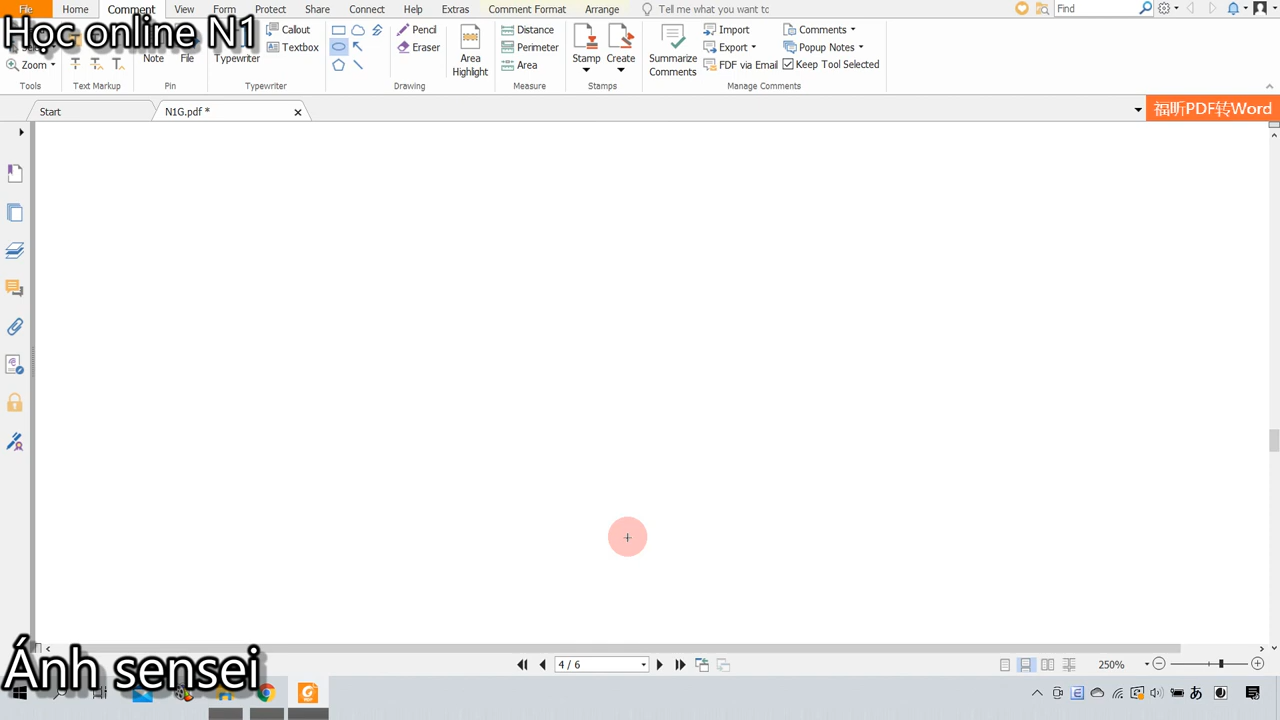 File Home Comment View Form Protect Share Connect Help Extras Comment Format Arrange Tell me what you want to Find
Học online N1
Callout Pencil Distance Import Comments
Textbox Eraser Perimeter Export Popup Notes
Zoom Note File Typewriter Area Highlight Area Stamp Create Summarize Comments FDF via Email Keep Tool Selected
Tools Text Markup Pin Typewriter Drawing Measure Stamps Manage Comments
Start N1G.pdf * 福昕PDF转Word
4 / 6 250%
Ánh sensei